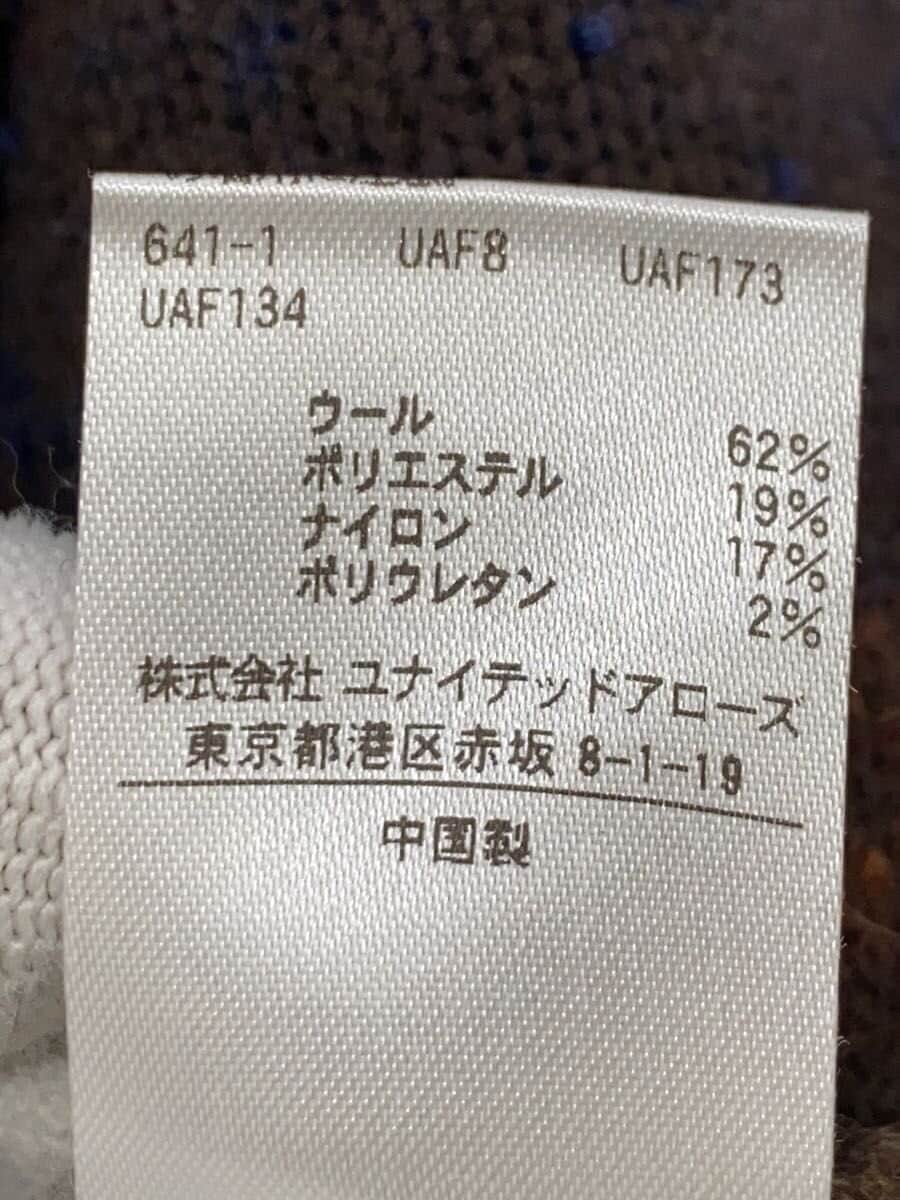 641-1 UAF8 UAF173
UAF134
ウール 62%
ポリエステル 19%
ナイロン 17%
ポリウレタン 2%
株式会社 ユナイテッドアローズ
東京都港区赤坂 8-1-19
中国製